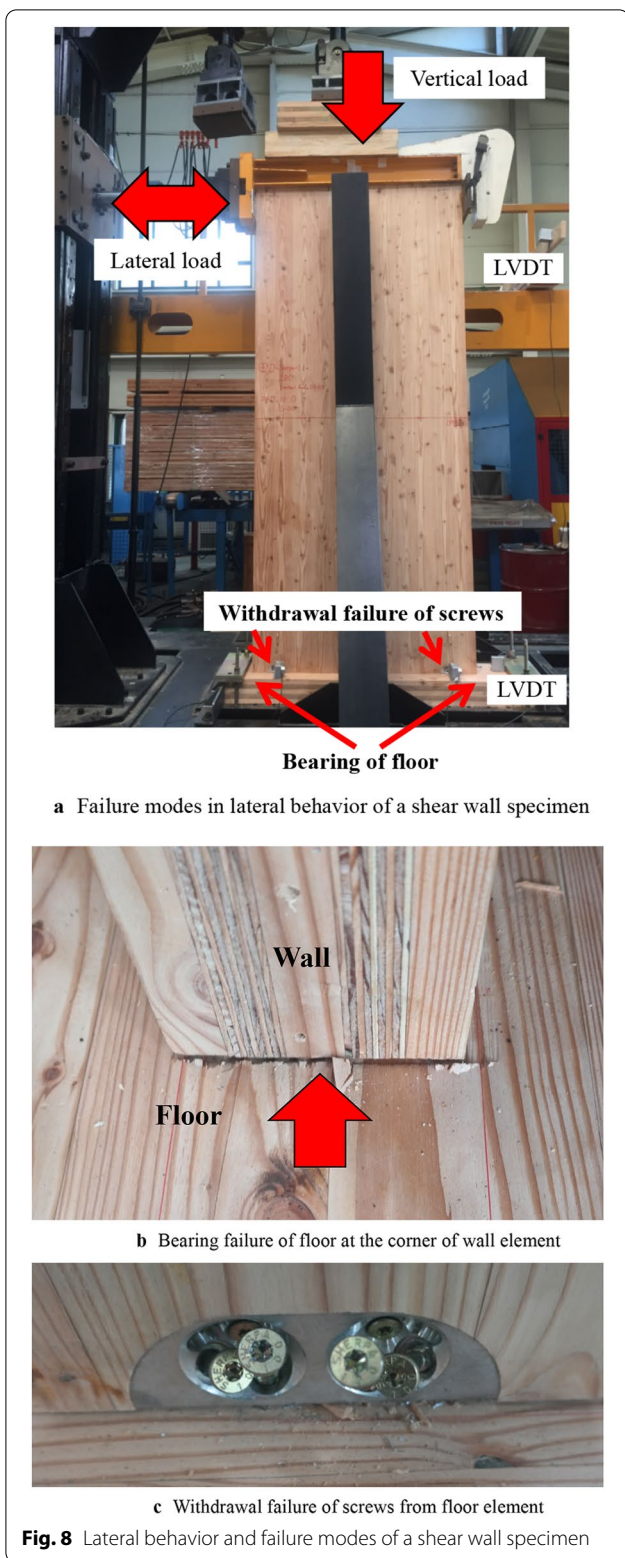 Vertical load
Lateral load
LVDT
Withdrawal failure of screws
LVDT
Bearing of floor
a Failure modes in lateral behavior of a shear wall specimen
Wall
Floor
b Bearing failure of floor at the corner of wall element
c Withdrawal failure of screws from floor element
Fig. 8 Lateral behavior and failure modes of a shear wall specimen